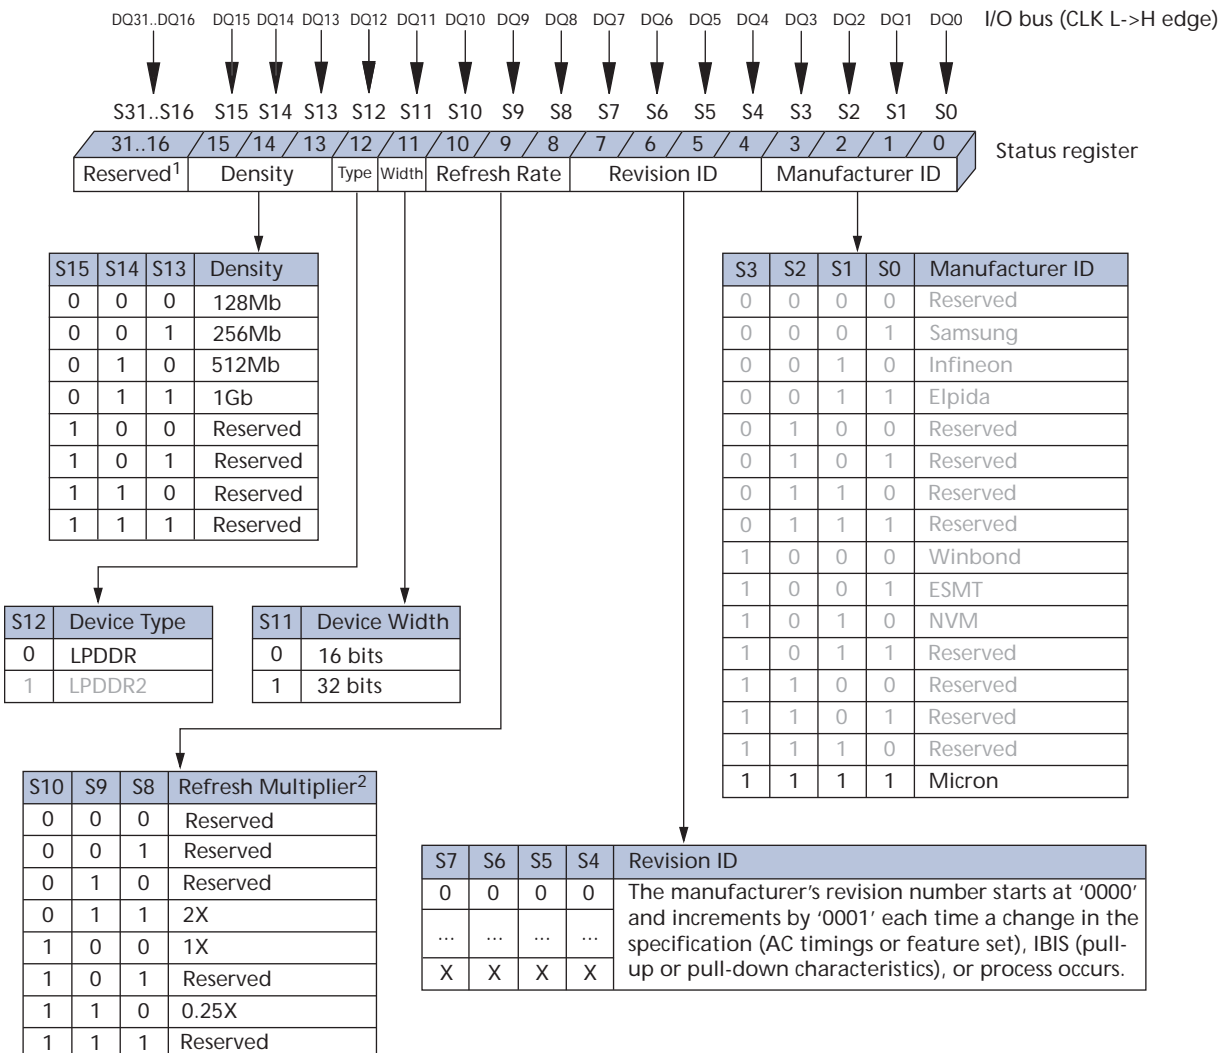 DQ31..DQ16 DQ15 DQ14 DQ13 DQ12 DQ11 DQ10 DQ9 DQ8 DQ7 DQ6 DQ5 DQ4 DQ3 DQ2 DQ1 DQ0 I/O bus (CLK L->H edge)
S31..S16 S15 S14 S13 S12 S11 S10 S9 S8 S7 S6 S5 S4 S3 S2 S1 S0
31..16 15 14 13 12 11 10 9 8 7 6 5 4 3 2 1 0 Status register
Reserved1 Density Type Width Refresh Rate Revision ID Manufacturer ID
S15 S14 S13 Density
0 0 0 128Mb
0 0 1 256Mb
0 1 0 512Mb
0 1 1 1Gb
1 0 0 Reserved
1 0 1 Reserved
1 1 0 Reserved
1 1 1 Reserved
S3 S2 S1 S0 Manufacturer ID
0 0 0 0 Reserved
0 0 0 1 Samsung
0 0 1 0 Infineon
0 0 1 1 Elpida
0 1 0 0 Reserved
0 1 0 1 Reserved
0 1 1 0 Reserved
0 1 1 1 Reserved
1 0 0 0 Winbond
1 0 0 1 ESMT
1 0 1 0 NVM
1 0 1 1 Reserved
1 1 0 0 Reserved
1 1 0 1 Reserved
1 1 1 0 Reserved
1 1 1 1 Micron
S12 Device Type
0 LPDDR
1 LPDDR2
S11 Device Width
0 16 bits
1 32 bits
S10 S9 S8 Refresh Multiplier2
0 0 0 Reserved
0 0 1 Reserved
0 1 0 Reserved
0 1 1 2X
1 0 0 1X
1 0 1 Reserved
1 1 0 0.25X
1 1 1 Reserved
S7 S6 S5 S4 Revision ID
0 0 0 0 The manufacturer's revision number starts at '0000'
and increments by '0001' each time a change in the
... ... ... ... specification (AC timings or feature set), IBIS (pull-
X X X X up or pull-down characteristics), or process occurs.